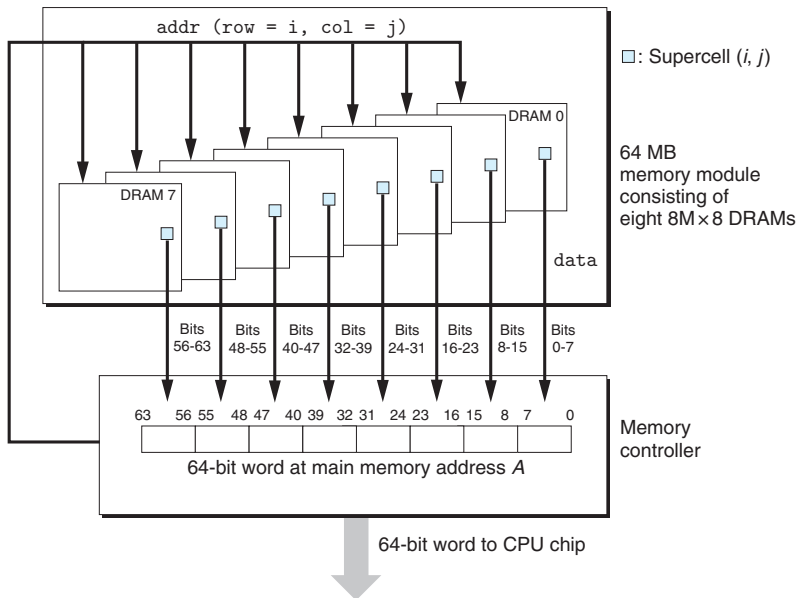 addr (row = i, col = j)
: Supercell (i, j)
DRAM 0
DRAM 7
64 MB
memory module
consisting of
eight 8M×8 DRAMs
data
Bits
56-63
Bits
48-55
Bits
40-47
Bits
32-39
Bits
24-31
Bits
16-23
Bits
8-15
Bits
0-7
63 56 55 48 47 40 39 32 31 24 23 16 15 8 7 0
64-bit word at main memory address A
Memory
controller
64-bit word to CPU chip